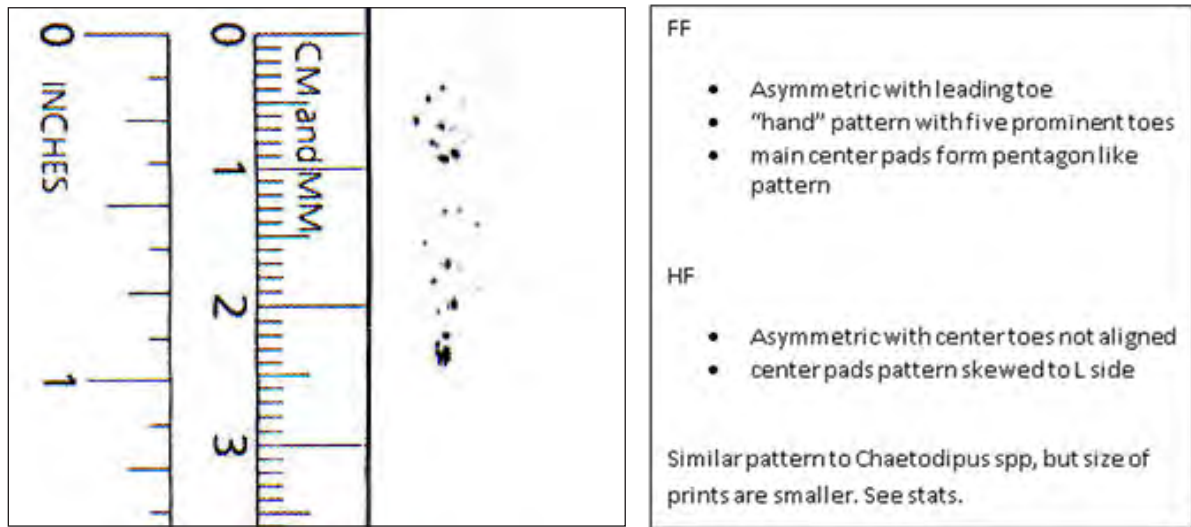 0
INCHES
1
0
CM and MM
1
2
3
FF
• Asymmetric with leading toe
• “hand” pattern with five prominent toes
• main center pads form pentagon like
pattern
HF
• Asymmetric with center toes not aligned
• center pads pattern skewed to L side
Similar pattern to Chaetodipus spp, but size of
prints are smaller. See stats.